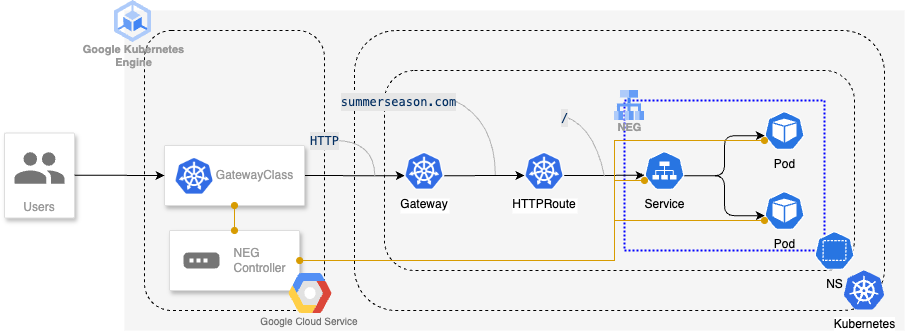 Google Kubernetes
Engine
summerseason.com
HTTP
/
NEG
Users
GatewayClass
Gateway
HTTPRoute
Service
Pod
Pod
NEG
Controller
Google Cloud Service
NS
Kubernetes